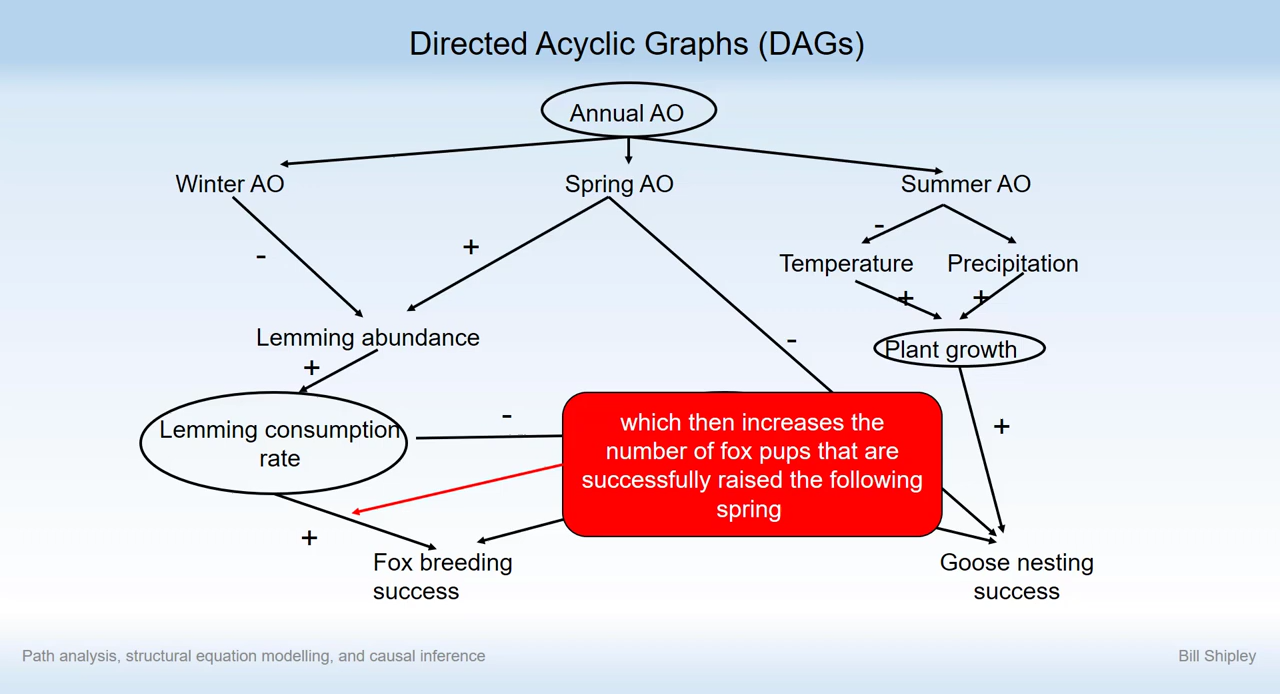 Directed Acyclic Graphs (DAGs)
Annual AO
Winter AO
Spring AO
Summer AO
-
-
+
Temperature
Precipitation
+
+
Lemming abundance
-
Plant growth
+
Lemming consumption
rate
-
which then increases the
number of fox pups that are
successfully raised the following
spring
+
+
Fox breeding
success
Goose nesting
success
Path analysis, structural equation modelling, and causal inference
Bill Shipley